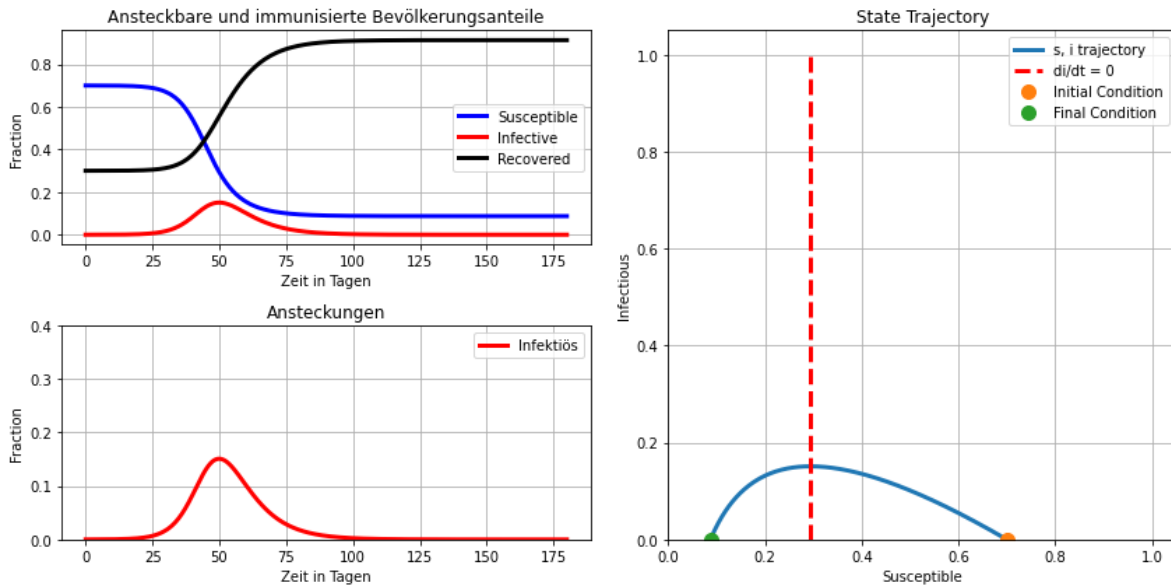 Ansteckbare und immunisierte Bevölkerungsanteile
0.8
0.6
0.4
0.2
0.0
Fraction
Susceptible
Infective
Recovered
0 25 50 75 100 125 150 175
Zeit in Tagen
Ansteckungen
0.4
0.3
0.2
0.1
0.0
Fraction
Infektiös
0 25 50 75 100 125 150 175
Zeit in Tagen
State Trajectory
1.0
0.8
0.6
0.4
0.2
0.0
Infectious
s, i trajectory
di/dt = 0
Initial Condition
Final Condition
0.0 0.2 0.4 0.6 0.8 1.0
Susceptible